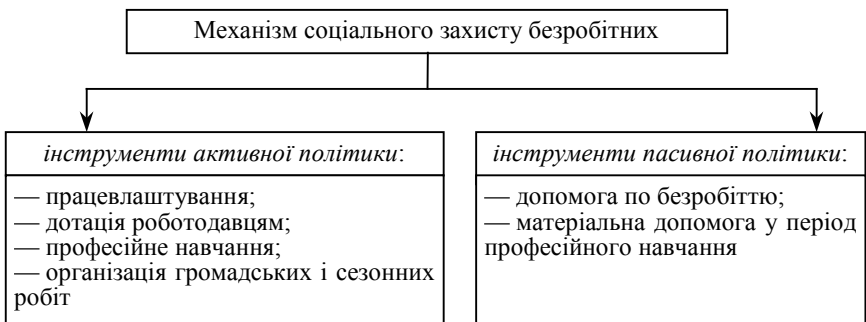 Механізм соціального захисту безробітних
інструменти активної політики:
— працевлаштування;
— дотація роботодавцям;
— професійне навчання;
— організація громадських і сезонних
робіт
інструменти пасивної політики:
— допомога по безробіттю;
— матеріальна допомога у період
професійного навчання